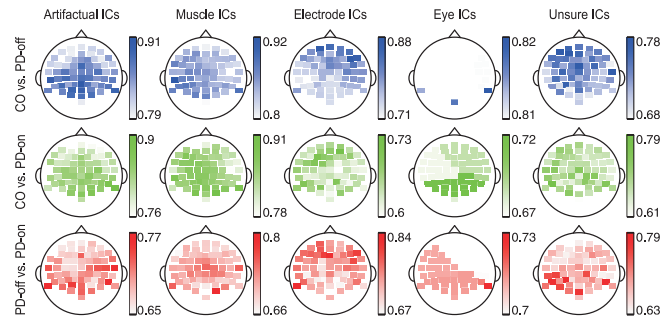 Artifactual ICs Muscle ICs Electrode ICs Eye ICs Unsure ICs
CO vs. PD-off
0.91 0.92 0.88 0.82 0.78
0.79 0.8 0.71 0.81 0.68
CO vs. PD-on
0.9 0.91 0.73 0.72 0.79
0.76 0.78 0.6 0.67 0.61
PD-off vs. PD-on
0.77 0.8 0.84 0.73 0.79
0.65 0.66 0.67 0.7 0.63